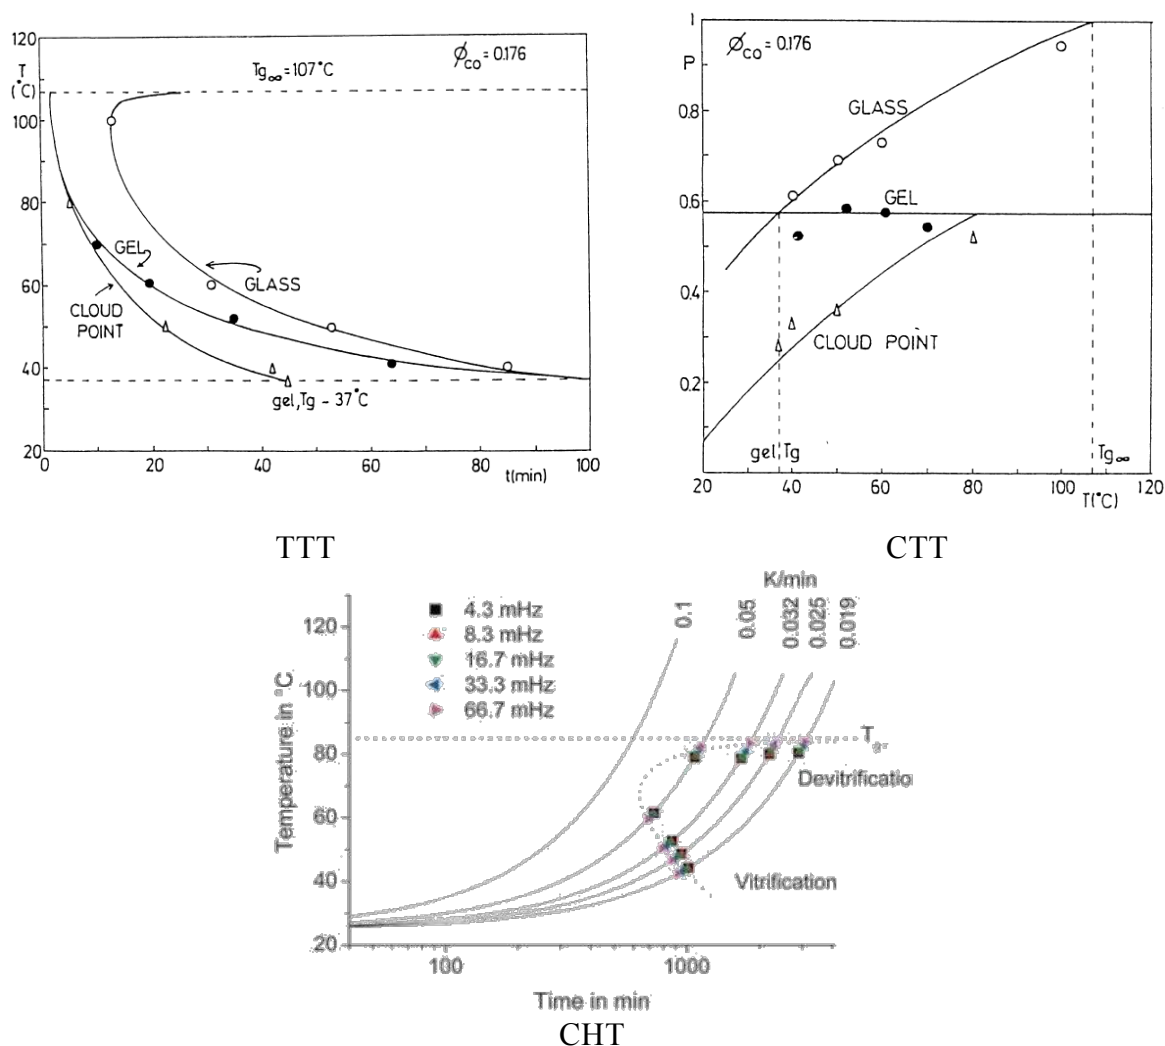 120
T
(°C)
100
80
60
40
20
ϕco = 0.176
Tg∞ = 107°C
GEL
GLASS
CLOUD
POINT
gel,Tg - 37°C
0
20
40
60
80
100
t(min)
TTT
1
P
0.8
0.6
0.4
0.2
ϕco = 0.176
GLASS
GEL
CLOUD POINT
gel,Tg
Tg∞
20
40
60
80
100
120
T(°C)
CTT
K/min
0.1
0.05
0.032
0.025
0.019
4.3 mHz
8.3 mHz
16.7 mHz
33.3 mHz
66.7 mHz
Temperature in °C
120
100
80
60
40
20
Devitrificatio
Vitrification
100
1000
Time in min
CHT